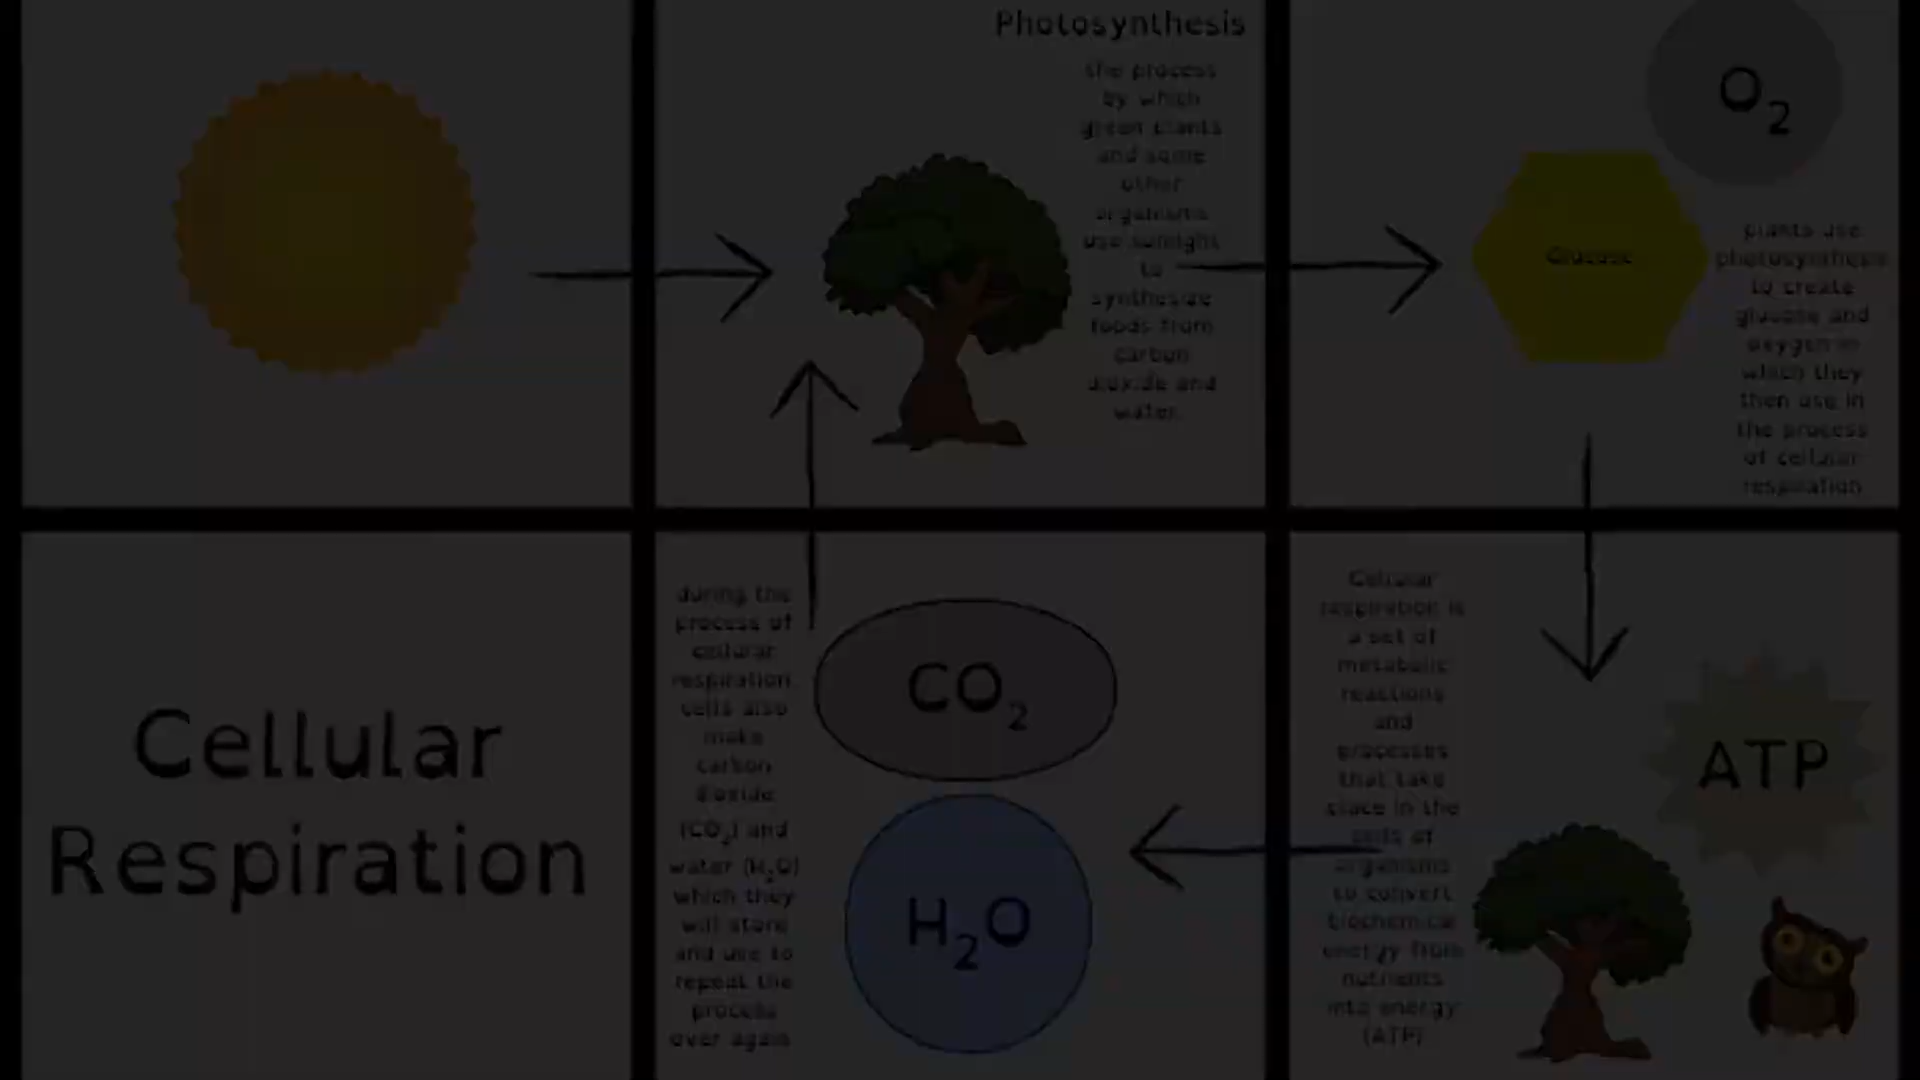 Photosynthesis
the process
by which
green plants
and some
other
organisms
use sunlight
to
synthesize
foods from
carbon
dioxide and
water.
O2
Glucose
plants use
photosynthesis
to create
glucose and
oxygen in
which they
then use in
the process
of cellular
respiration
Cellular
Respiration
during the
process of
cellular
respiration
cells also
make
carbon
dioxide
(CO2) and
water (H2O)
which they
will store
and use to
repeat the
process
over again
CO2
H2O
Cellular
respiration is
a set of
metabolic
reactions
and
processes
that take
place in the
cells of
organisms
to convert
biochemical
energy from
nutrients
into energy
(ATP)
ATP